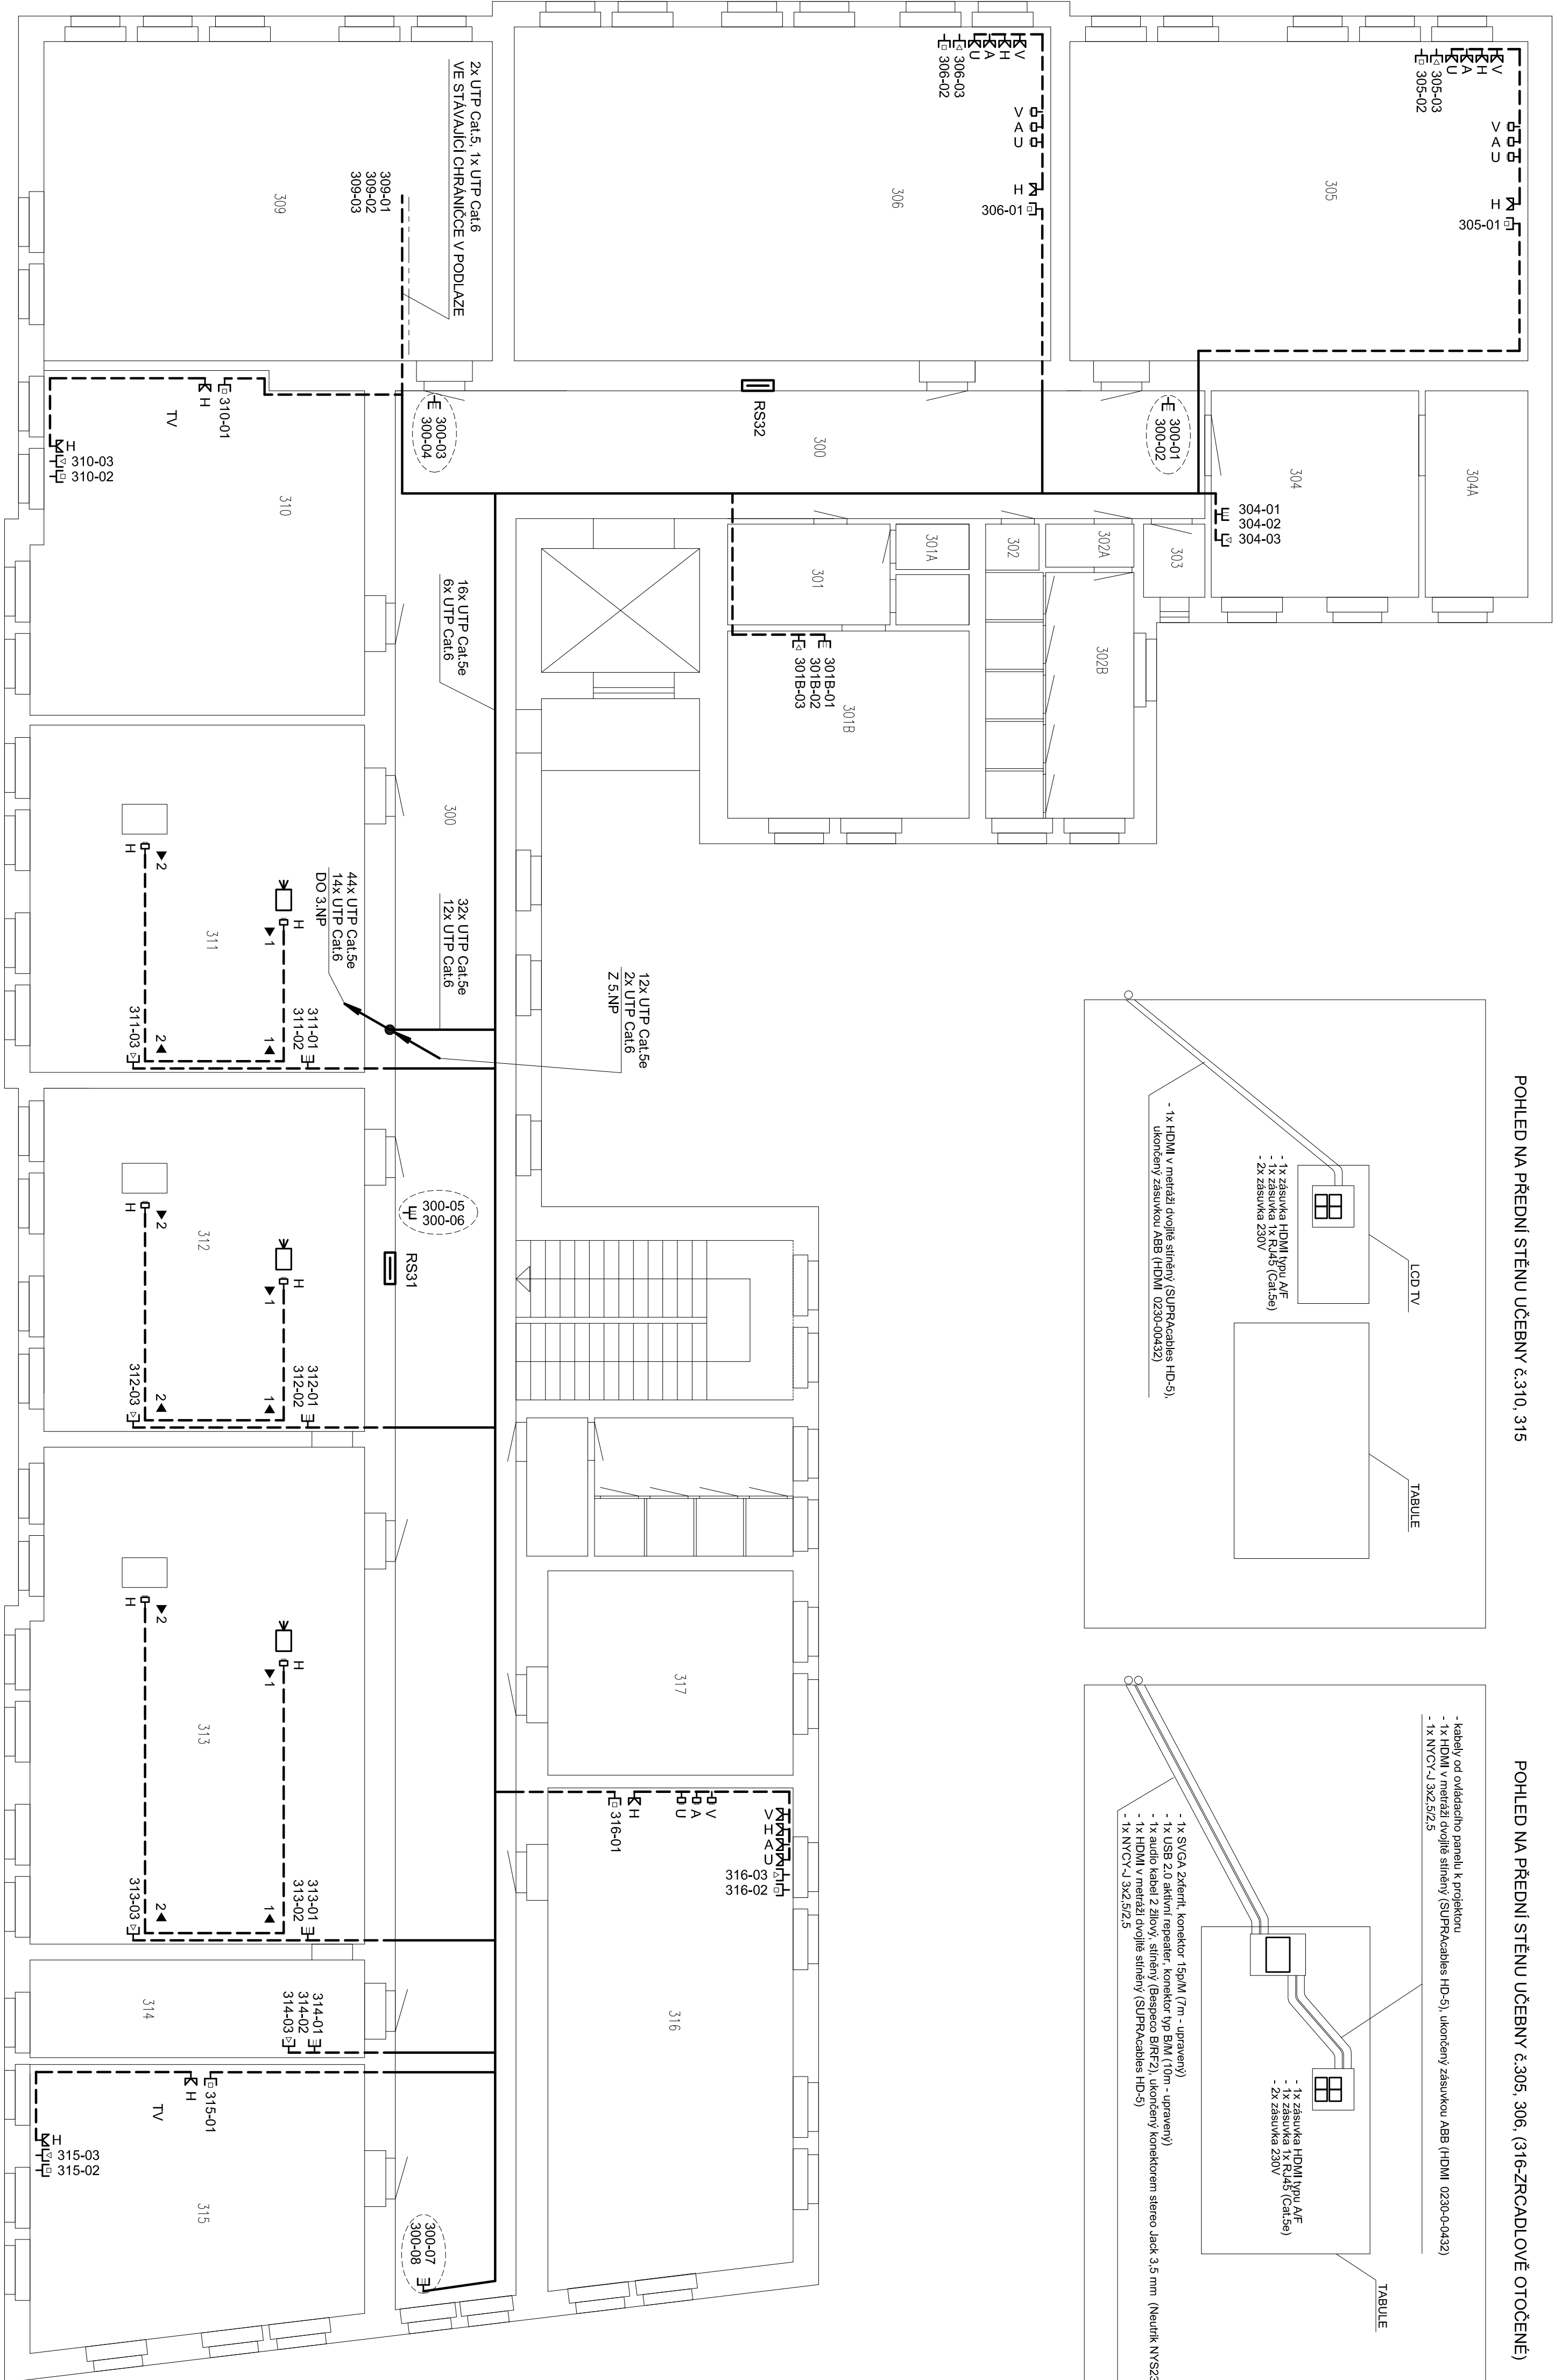 POHLED NA PŘEDNÍ STĚNU UČEBNY č.310, 315
LCD TV
TABULE
- 1x zásuvka HDMI typu A/F
- 1x zásuvka 1x RJ45 (Cat.5e)
- 2x zásuvka 230V
- 1x HDMI v metráži dvojitě stíněný (SUPRAcables HD-5),
ukončený zásuvkou ABB (HDMI 0230-00432)
POHLED NA PŘEDNÍ STĚNU UČEBNY č.305, 306, (316-ZRCADLOVĚ OTOČENÉ)
- kabely od ovládacího panelu k projektoru
- 1x HDMI v metráži dvojitě stíněný (SUPRAcables HD-5), ukončený zásuvkou ABB (HDMI 0230-0-0432)
- 1x NYCY-J 3x2,5/2,5
TABULE
- 1x zásuvka HDMI typu A/F
- 1x zásuvka 1x RJ45 (Cat.5e)
- 2x zásuvka 230V
- 1x SVGA 2xferrit, konektor 15p/M (7m - upravený)
- 1x USB 2.0 aktivní repeater, konektor typ B/M (10m - upravený)
- 1x audio kabel 2 žilový, stíněný (Bespeco B/RF2), ukončený konektorem stereo Jack 3,5 mm (Neutrik NYS23
- 1x HDMI v metráži dvojitě stíněný (SUPRAcables HD-5)
- 1x NYCY-J 3x2,5/2,5
V
H
A
U
305-03
305-02
V
A
U
H
305-01
305
V
H
A
U
306-03
306-02
V
A
U
H
306-01
306
2x UTP Cat.5, 1x UTP Cat.6
VE STÁVAJÍCÍ CHRÁNIČCE V PODLAZE
309-01
309-02
309-03
309
304A
304
304-01
304-02
304-03
300-01
300-02
300
RS32
300-03
300-04
303
302A
302
302B
301A
301
301B-01
301B-02
301B-03
301B
310-01
H
TV
H
310-03
310-02
310
16x UTP Cat.5e
6x UTP Cat.6
300
32x UTP Cat.5e
12x UTP Cat.6
44x UTP Cat.5e
14x UTP Cat.6
DO 3.NP
12x UTP Cat.5e
2x UTP Cat.6
Z 5.NP
H
1
2
H
311
311-01
311-02
1
2
311-03
300-05
300-06
RS31
H
1
2
H
312
312-01
312-02
1
2
312-03
H
1
2
H
313
313-01
313-02
1
2
313-03
317
314-01
314-02
314-03
314
V
H
A
U
316-03
316-02
V
A
U
H
316-01
316
315-01
H
TV
H
315-03
315-02
315
300-07
300-08